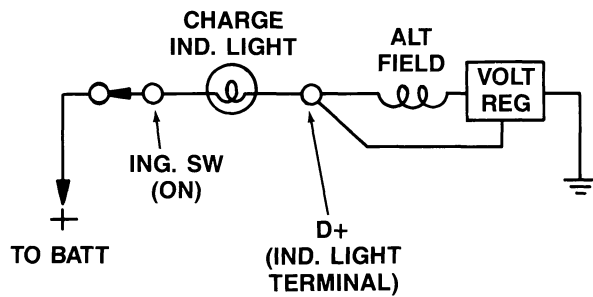 CHARGE
IND. LIGHT
ALT
FIELD
VOLT
REG
ING. SW
(ON)
+
TO BATT
D+
(IND. LIGHT
TERMINAL)